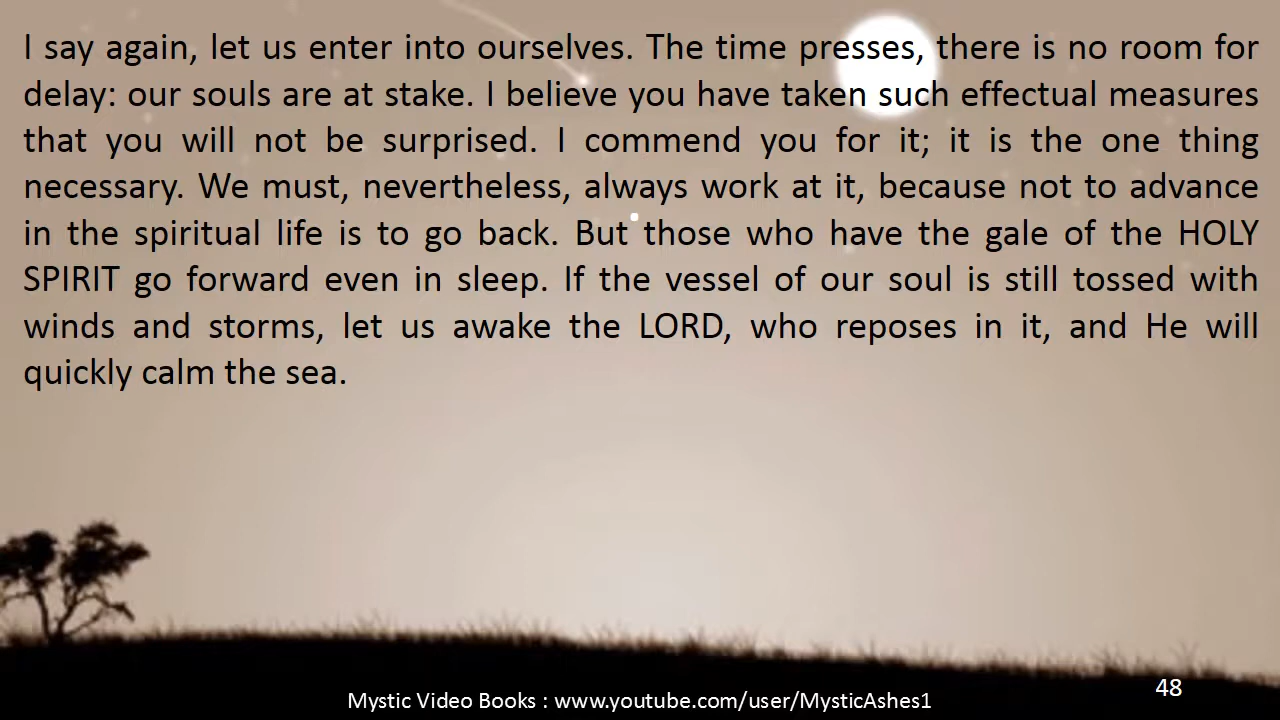 I say again, let us enter into ourselves. The time presses, there is no room for
delay: our souls are at stake. I believe you have taken such effectual measures
that you will not be surprised. I commend you for it; it is the one thing
necessary. We must, nevertheless, always work at it, because not to advance
in the spiritual life is to go back. But those who have the gale of the HOLY
SPIRIT go forward even in sleep. If the vessel of our soul is still tossed with
winds and storms, let us awake the LORD, who reposes in it, and He will
quickly calm the sea.
48
Mystic Video Books : www.youtube.com/user/MysticAshes1